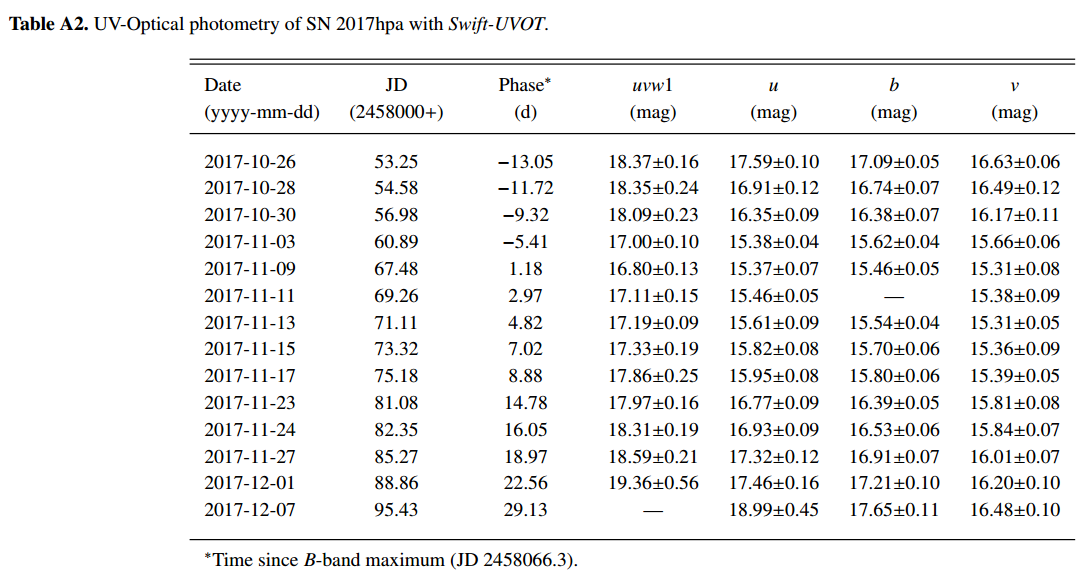 Table A2. UV-Optical photometry of SN 2017hpa with Swift-UVOT.
Date JD Phase* uvw1 u b v
(yyyy-mm-dd) (2458000+) (d) (mag) (mag) (mag) (mag)
2017-10-26 53.25 −13.05 18.37±0.16 17.59±0.10 17.09±0.05 16.63±0.06
2017-10-28 54.58 −11.72 18.35±0.24 16.91±0.12 16.74±0.07 16.49±0.12
2017-10-30 56.98 −9.32 18.09±0.23 16.35±0.09 16.38±0.07 16.17±0.11
2017-11-03 60.89 −5.41 17.00±0.10 15.38±0.04 15.62±0.04 15.66±0.06
2017-11-09 67.48 1.18 16.80±0.13 15.37±0.07 15.46±0.05 15.31±0.08
2017-11-11 69.26 2.97 17.11±0.15 15.46±0.05 — 15.38±0.09
2017-11-13 71.11 4.82 17.19±0.09 15.61±0.09 15.54±0.04 15.31±0.05
2017-11-15 73.32 7.02 17.33±0.19 15.82±0.08 15.70±0.06 15.36±0.09
2017-11-17 75.18 8.88 17.86±0.25 15.95±0.08 15.80±0.06 15.39±0.05
2017-11-23 81.08 14.78 17.97±0.16 16.77±0.09 16.39±0.05 15.81±0.08
2017-11-24 82.35 16.05 18.31±0.19 16.93±0.09 16.53±0.06 15.84±0.07
2017-11-27 85.27 18.97 18.59±0.21 17.32±0.12 16.91±0.07 16.01±0.07
2017-12-01 88.86 22.56 19.36±0.56 17.46±0.16 17.21±0.10 16.20±0.10
2017-12-07 95.43 29.13 — 18.99±0.45 17.65±0.11 16.48±0.10
*Time since B-band maximum (JD 2458066.3).